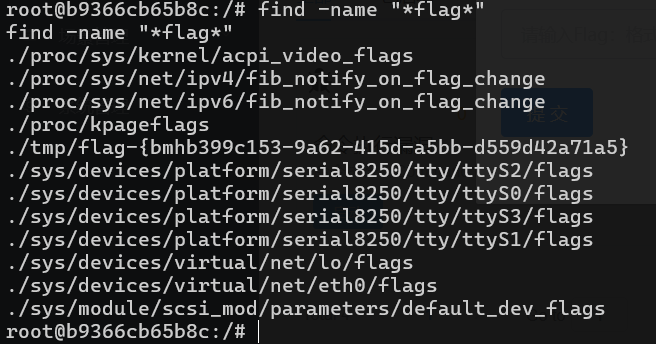 root@b9366cb65b8c:/# find -name "*flag*"
find -name "*flag*"
./proc/sys/kernel/acpi_video_flags
./proc/sys/net/ipv4/fib_notify_on_flag_change
./proc/sys/net/ipv6/fib_notify_on_flag_change
./proc/kpageflags
./tmp/flag-{bmhb399c153-9a62-415d-a5bb-d559d42a71a5}
./sys/devices/platform/serial8250/tty/ttyS2/flags
./sys/devices/platform/serial8250/tty/ttyS0/flags
./sys/devices/platform/serial8250/tty/ttyS3/flags
./sys/devices/platform/serial8250/tty/ttyS1/flags
./sys/devices/virtual/net/lo/flags
./sys/devices/virtual/net/eth0/flags
./sys/module/scsi_mod/parameters/default_dev_flags
root@b9366cb65b8c:/#
提 交